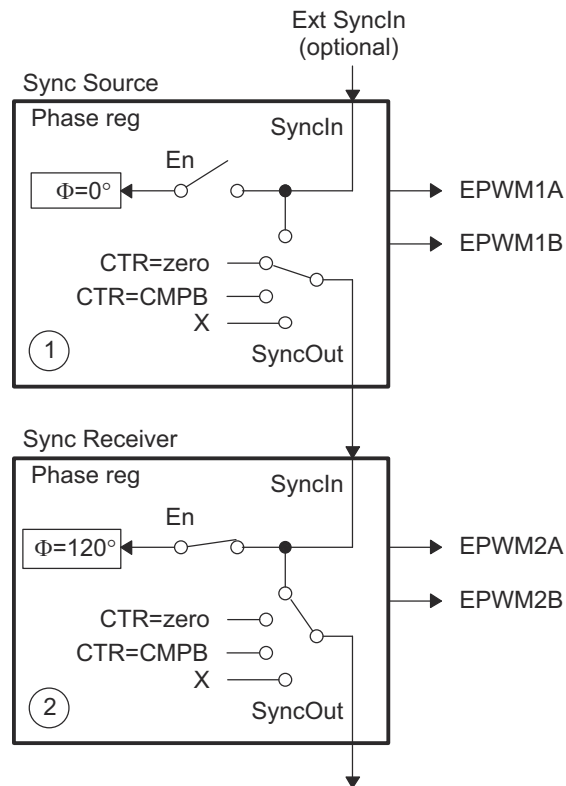 Ext SyncIn
(optional)
Sync Source
Phase reg
SyncIn
En
Φ=0°
EPWM1A
EPWM1B
CTR=zero
CTR=CMPB
X
1
SyncOut
Sync Receiver
Phase reg
SyncIn
En
Φ=120°
EPWM2A
EPWM2B
CTR=zero
CTR=CMPB
X
2
SyncOut